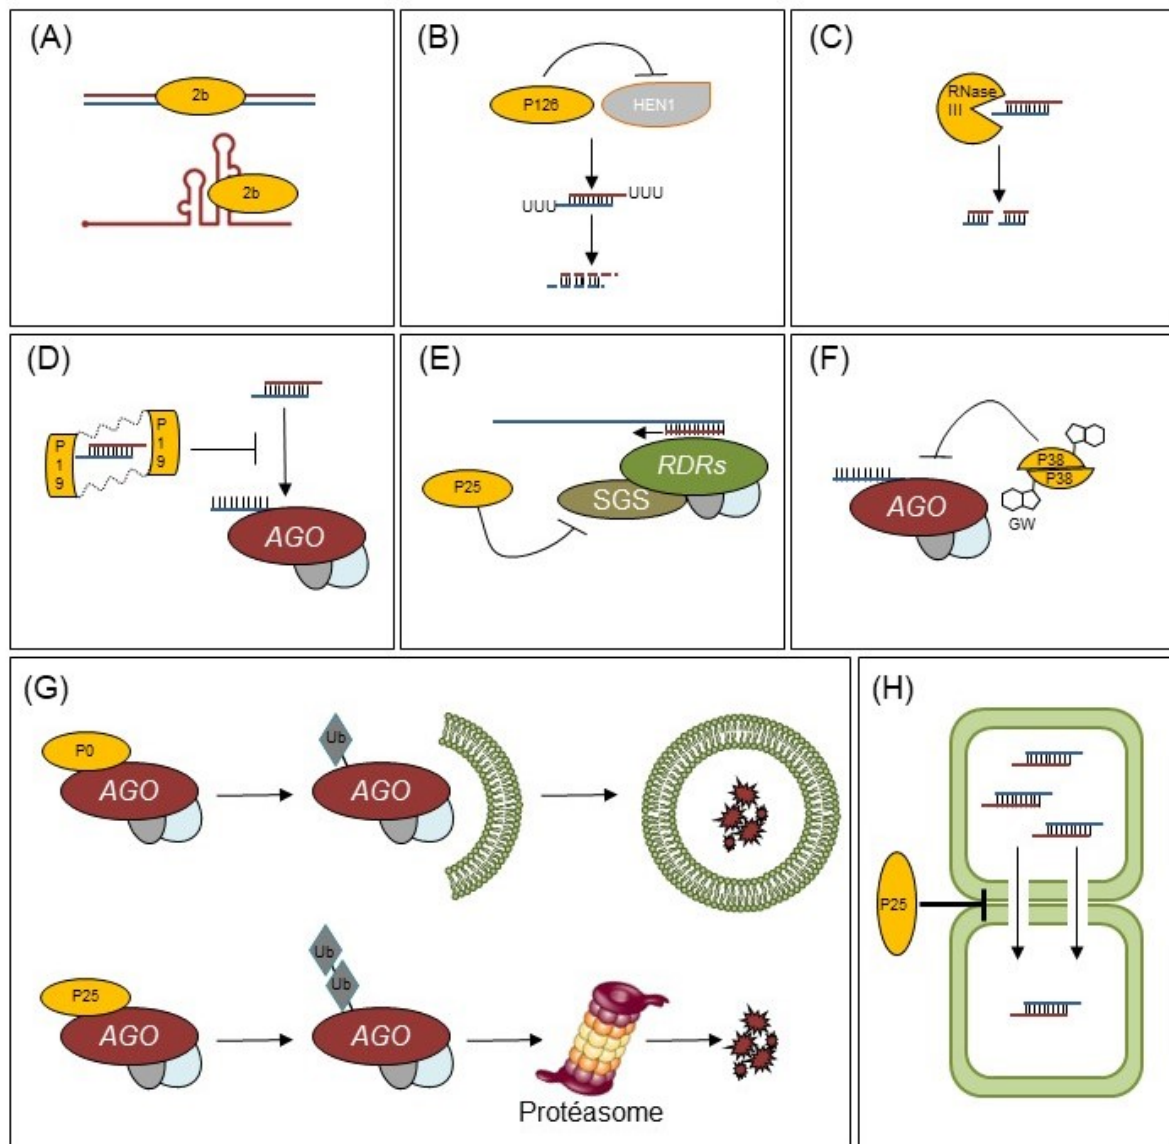 (A)
2b
2b
(B)
P126
HEN1
UUU
UUU
(C)
RNase
III
(D)
P
1
9
P
1
9
AGO
(E)
P25
SGS
RDRs
(F)
P38
P38
GW
AGO
(G)
P0
AGO
Ub
AGO
P25
AGO
Ub
Ub
AGO
Protéasome
(H)
P25